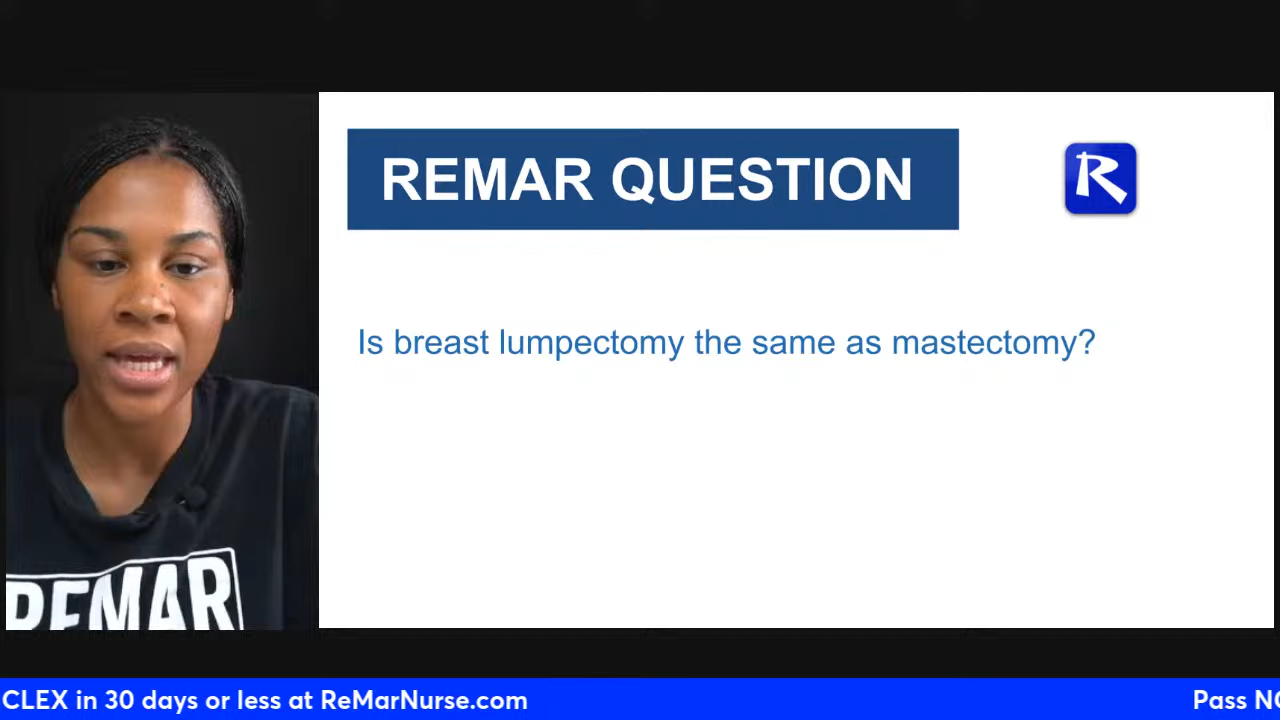 REMAR QUESTION
R
Is breast lumpectomy the same as mastectomy?
REMAR
CLEX in 30 days or less at ReMarNurse.com
Pass NC